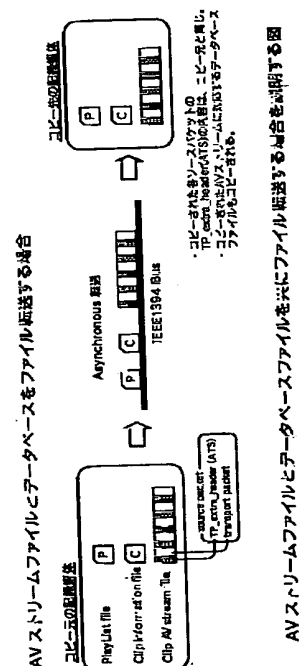 AVストリームファイルとデータベースをファイル転送する場合
コピー元の記録媒体
PlayList file
P
Clip Information file
C
Clip AV stream file
source packet
TP_extra_header (ATS)
transport packet
Asynchronous 転送
P
C
IEEE1394 Bus
コピー先の記録媒体
P
C
・コピーされた各ソースパケットの
TP_extra_header(ATS)の内容は、コピー元と同じ。
・コピーされたAVストリームに対応するデータベース
ファイルもコピーされる。
AVストリームファイルとデータベースファイルを共にファイル転送する場合を説明する図